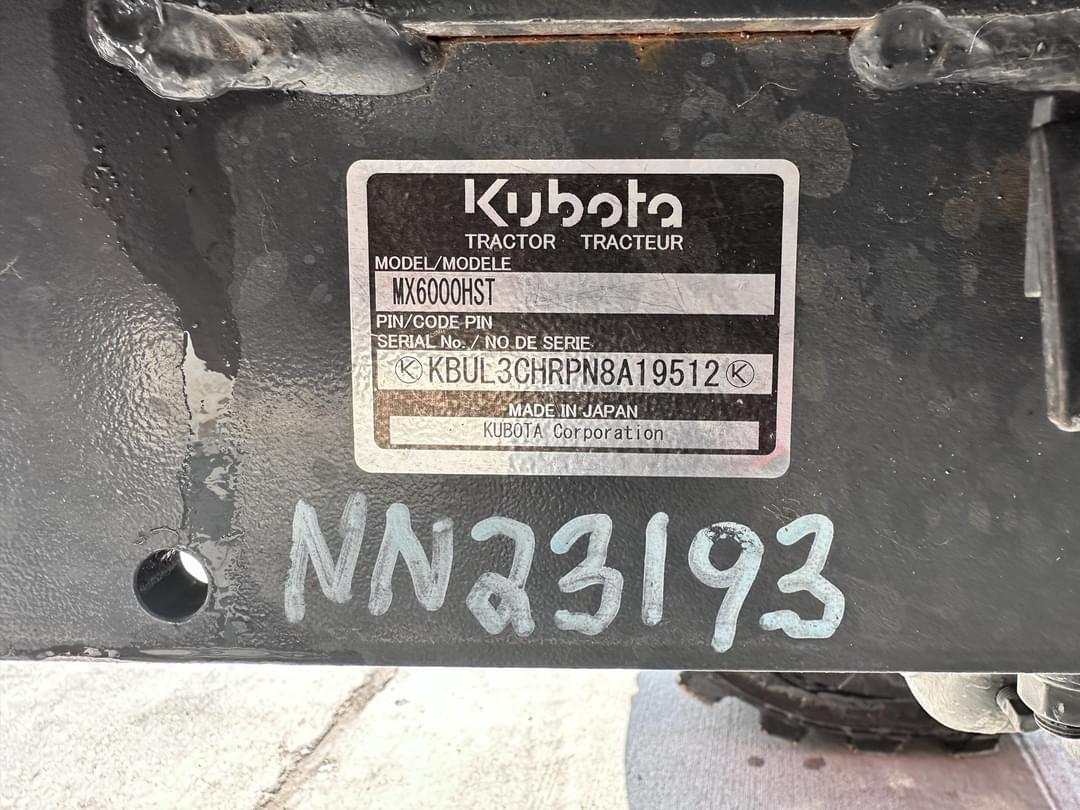 Kubota
TRACTOR TRACTEUR
MODEL/MODELE
MX6000HST
PIN/CODE PIN
SERIAL No. / NO DE SERIE
Ⓚ KBUL3CHRPN8A19512 Ⓚ
MADE IN JAPAN
KUBOTA Corporation
NN23193